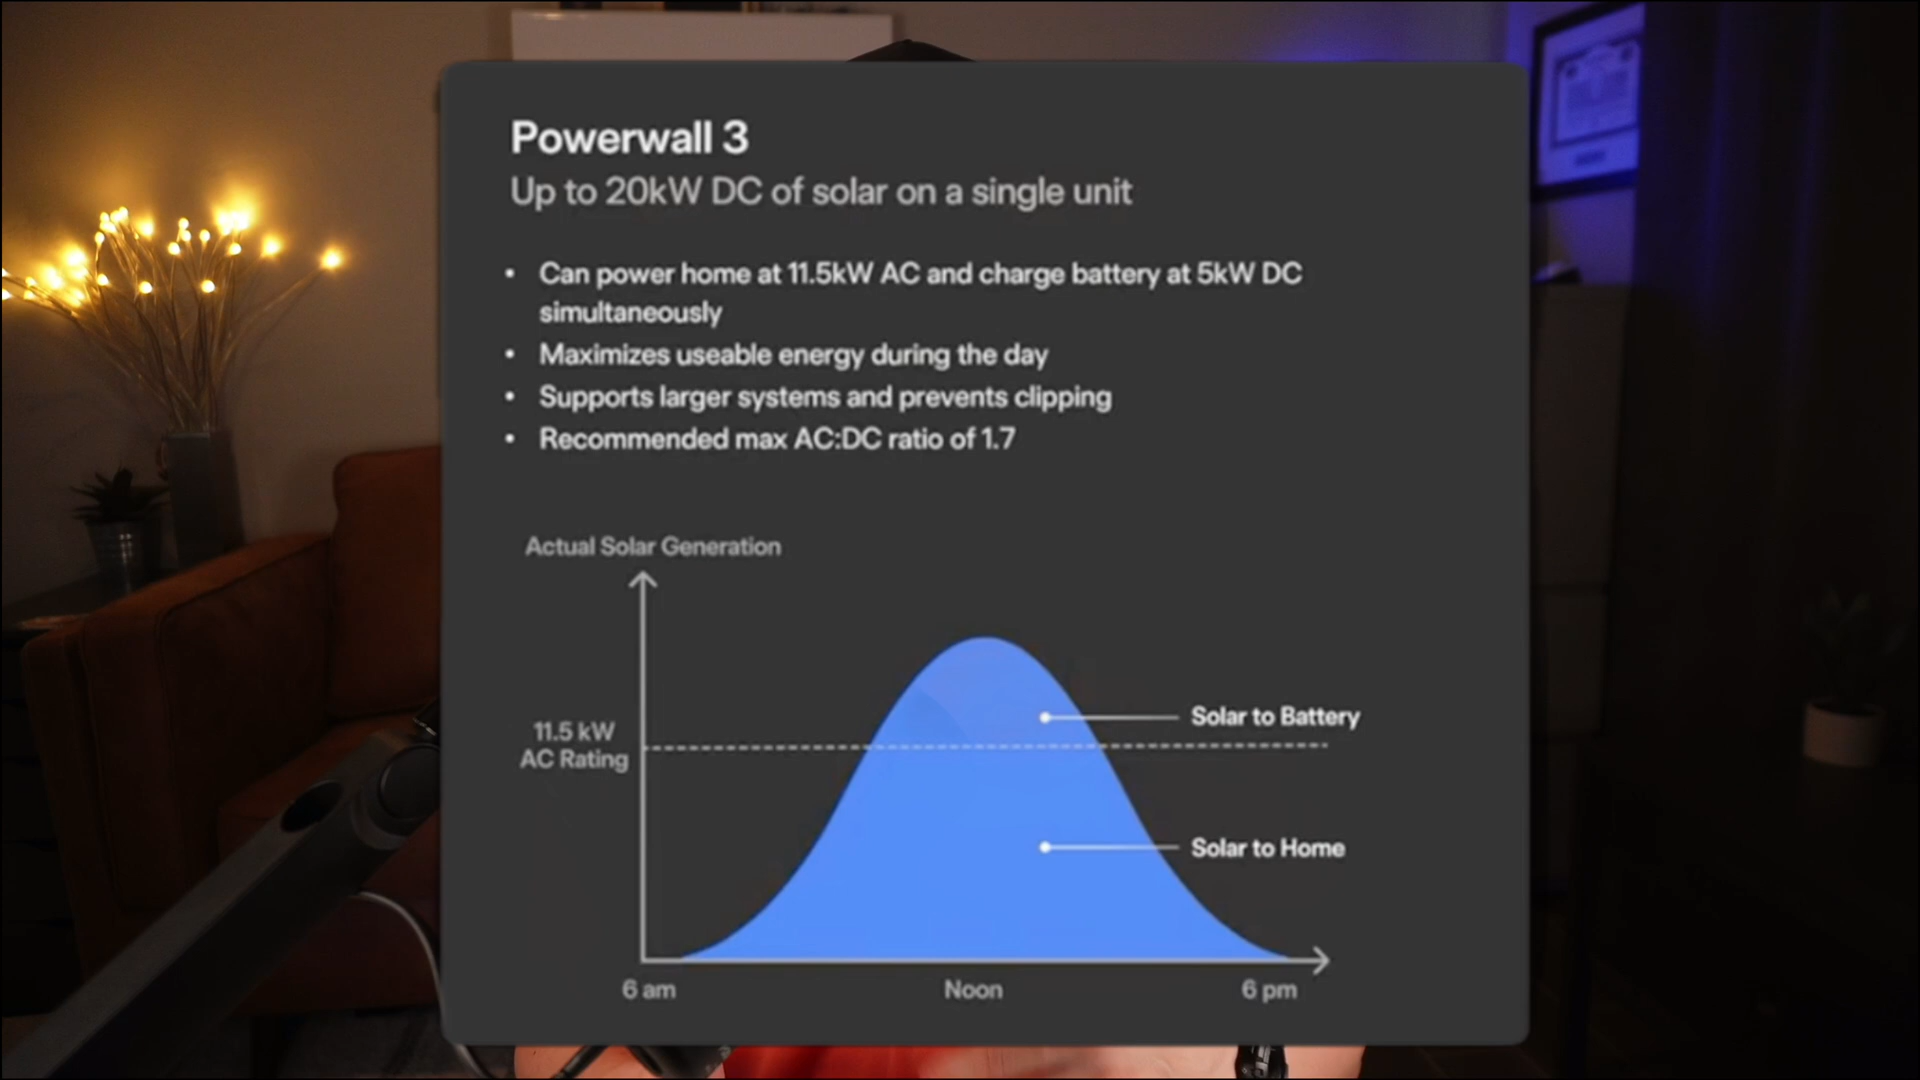 Powerwall 3
Up to 20kW DC of solar on a single unit
• Can power home at 11.5kW AC and charge battery at 5kW DC
simultaneously
• Maximizes useable energy during the day
• Supports larger systems and prevents clipping
• Recommended max AC:DC ratio of 1.7
Actual Solar Generation
11.5 kW
AC Rating
Solar to Battery
Solar to Home
6 am
Noon
6 pm